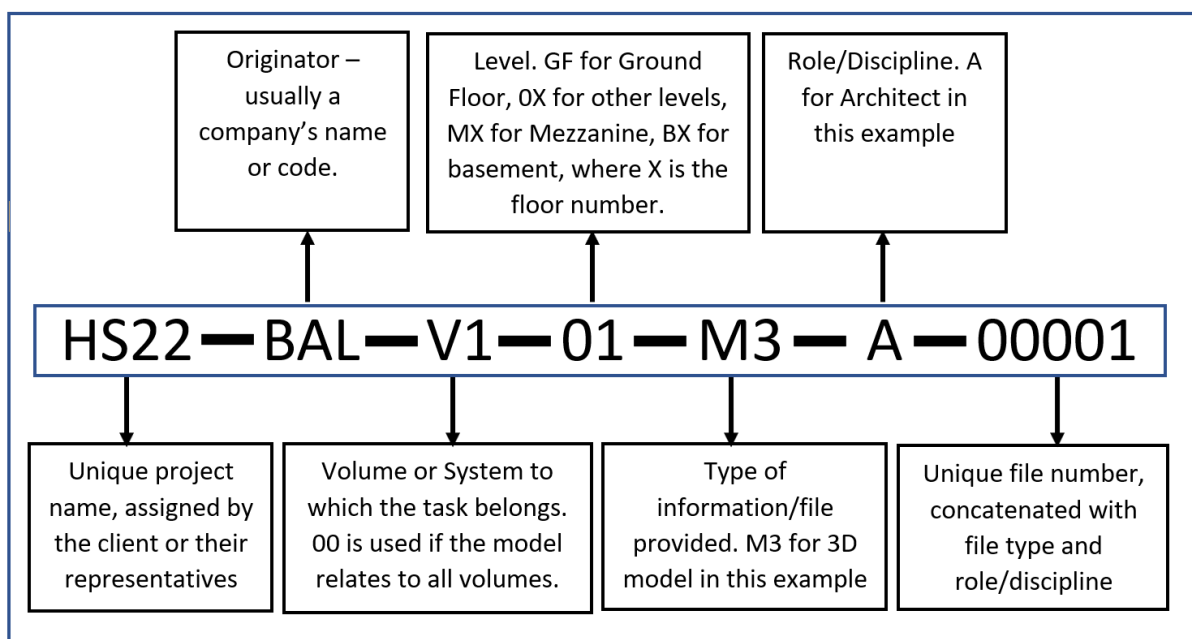 Originator –
usually a
company’s name
or code.
Level. GF for Ground
Floor, 0X for other levels,
MX for Mezzanine, BX for
basement, where X is the
floor number.
Role/Discipline. A
for Architect in
this example
HS22 – BAL – V1 – 01 – M3 – A – 00001
Unique project
name, assigned by
the client or their
representatives
Volume or System to
which the task belongs.
00 is used if the model
relates to all volumes.
Type of
information/file
provided. M3 for 3D
model in this example
Unique file number,
concatenated with
file type and
role/discipline